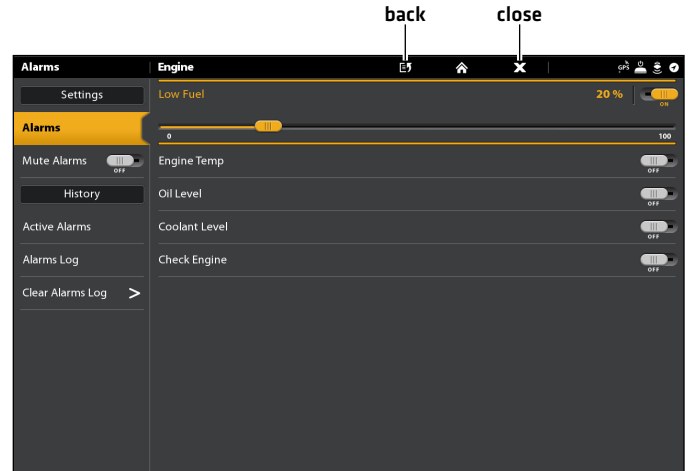 back close
Alarms Engine GPS
Settings
Low Fuel 20 % ON
Alarms
0 100
Mute Alarms OFF
Engine Temp OFF
History
Oil Level OFF
Active Alarms
Coolant Level OFF
Alarms Log
Check Engine OFF
Clear Alarms Log >